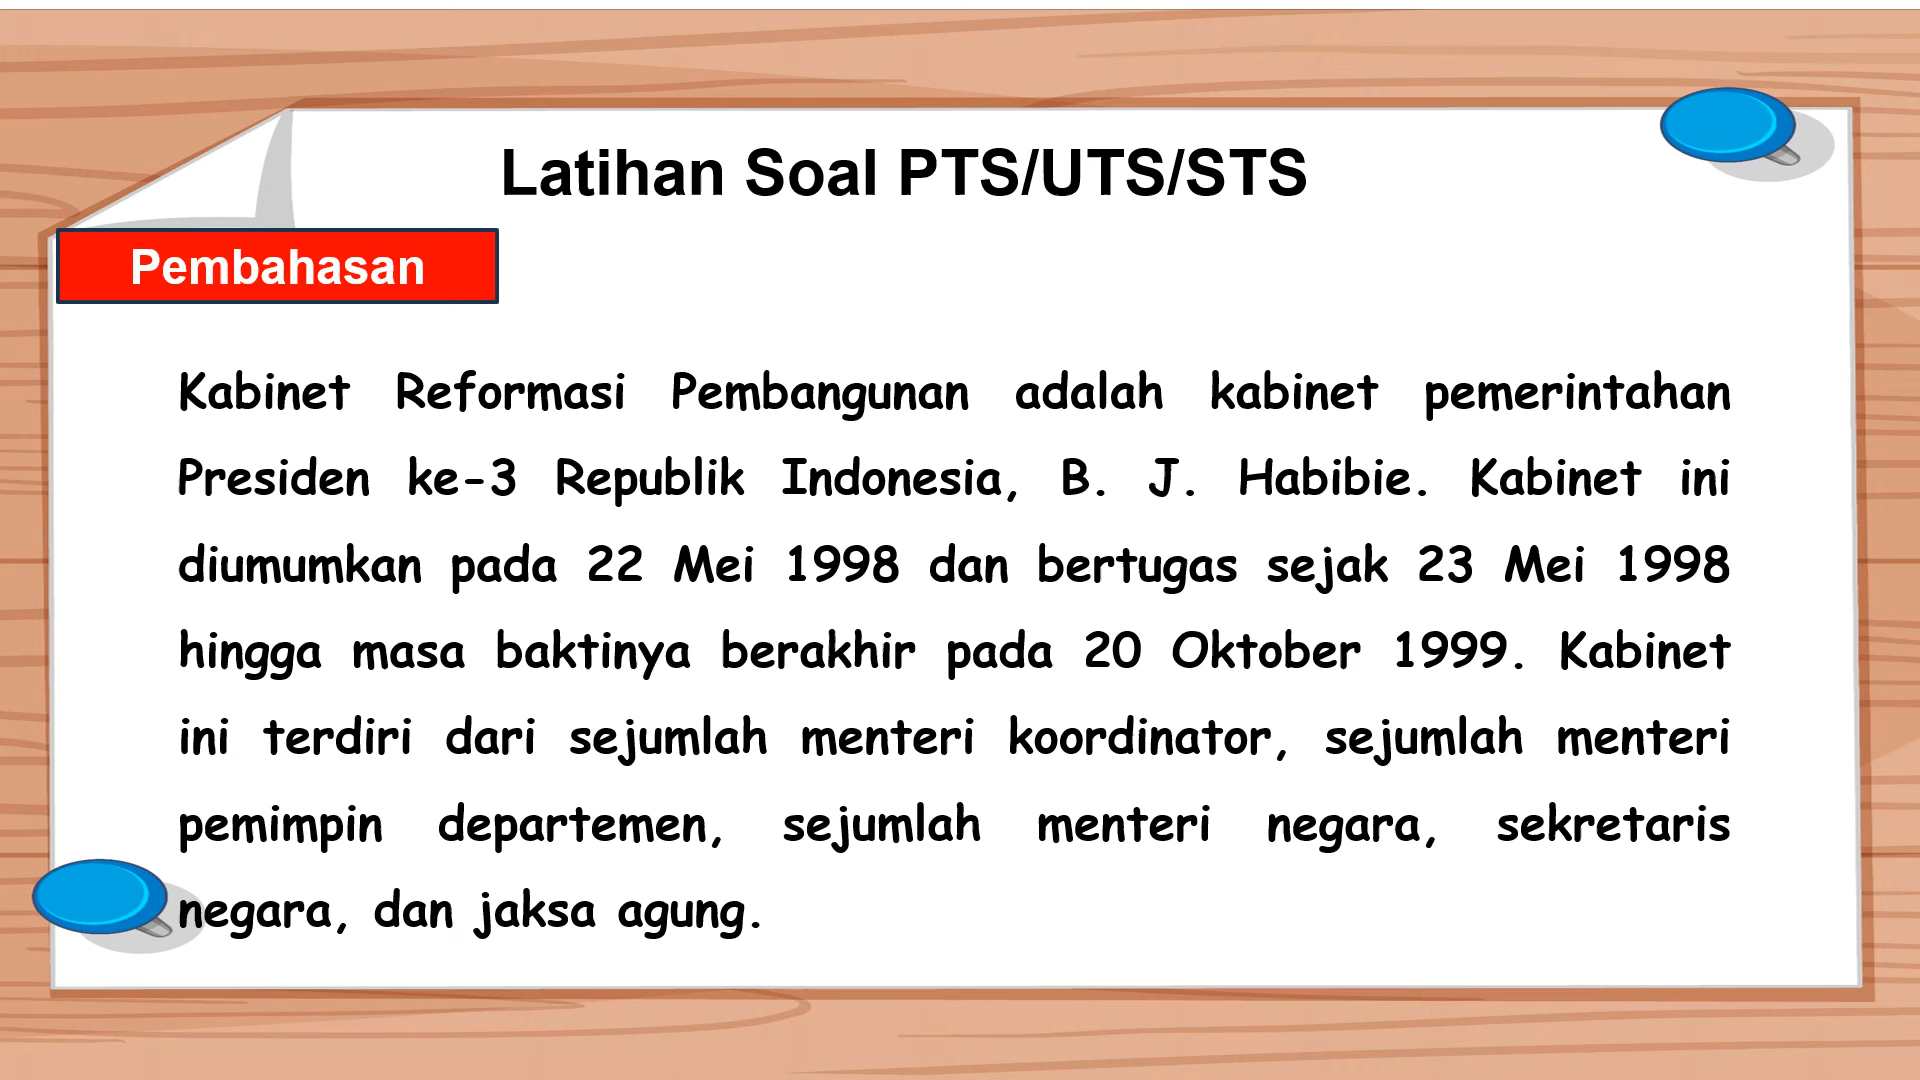 Latihan Soal PTS/UTS/STS
Pembahasan
Kabinet Reformasi Pembangunan adalah kabinet pemerintahan
Presiden ke-3 Republik Indonesia, B. J. Habibie. Kabinet ini
diumumkan pada 22 Mei 1998 dan bertugas sejak 23 Mei 1998
hingga masa baktinya berakhir pada 20 Oktober 1999. Kabinet
ini terdiri dari sejumlah menteri koordinator, sejumlah menteri
pemimpin departemen, sejumlah menteri negara, sekretaris
negara, dan jaksa agung.